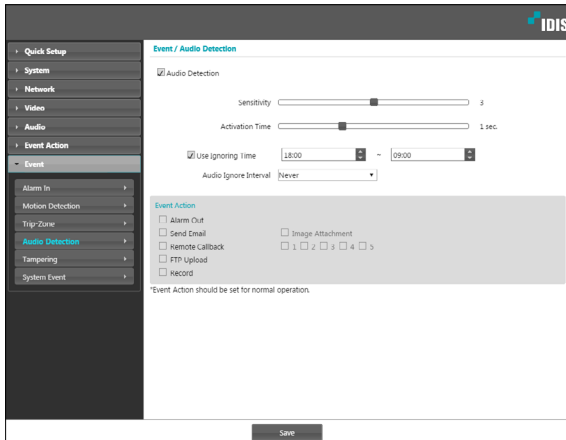 IDIS
Quick Setup
System
Network
Video
Audio
Event Action
Event
Alarm In
Motion Detection
Trip-Zone
Audio Detection
Tampering
System Event
Event / Audio Detection
Audio Detection
Sensitivity 3
Activation Time 1 sec.
Use Ignoring Time 18:00 ~ 09:00
Audio Ignore Interval Never
Event Action
Alarm Out
Send Email Image Attachment
Remote Callback 1 2 3 4 5
FTP Upload
Record
*Event Action should be set for normal operation.
Save